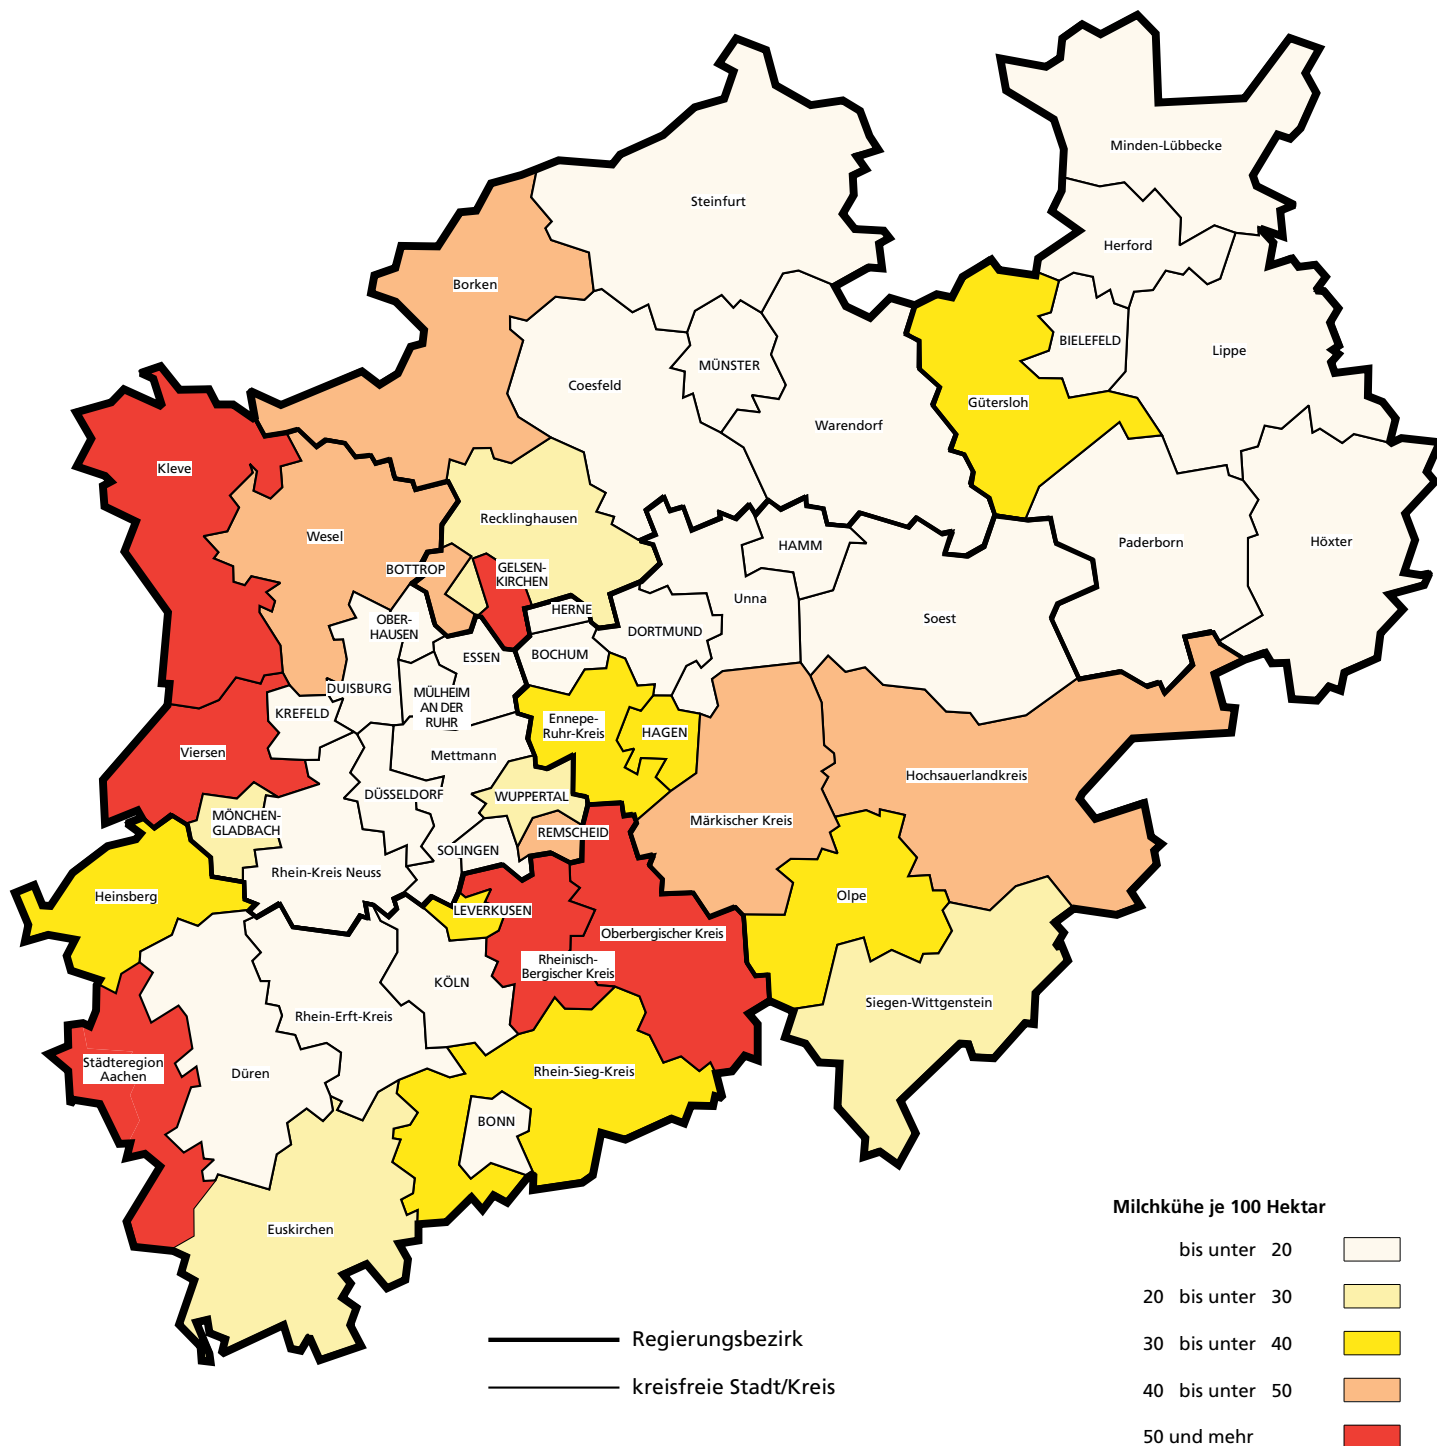 Minden-Lübbecke
Steinfurt
Herford
Borken
BIELEFELD
Lippe
MÜNSTER
Coesfeld
Gütersloh
Warendorf
Kleve
Recklinghausen
Wesel
HAMM
Paderborn
Höxter
BOTTROP
GELSEN-
KIRCHEN
Unna
HERNE
Soest
OBER-
HAUSEN
DORTMUND
ESSEN
BOCHUM
DUISBURG
MÜLHEIM
AN DER
RUHR
KREFELD
Ennepe-
Ruhr-Kreis
HAGEN
Viersen
Mettmann
Hochsauerlandkreis
DÜSSELDORF
WUPPERTAL
MÖNCHEN-
GLADBACH
Märkischer Kreis
REMSCHEID
SOLINGEN
Rhein-Kreis Neuss
Heinsberg
Olpe
LEVERKUSEN
Oberbergischer Kreis
Rheinisch-
Bergischer Kreis
KÖLN
Siegen-Wittgenstein
Rhein-Erft-Kreis
Städteregion
Aachen
Düren
Rhein-Sieg-Kreis
BONN
Euskirchen
Milchkühe je 100 Hektar
bis unter 20
20 bis unter 30
30 bis unter 40
40 bis unter 50
50 und mehr
Regierungsbezirk
kreisfreie Stadt/Kreis